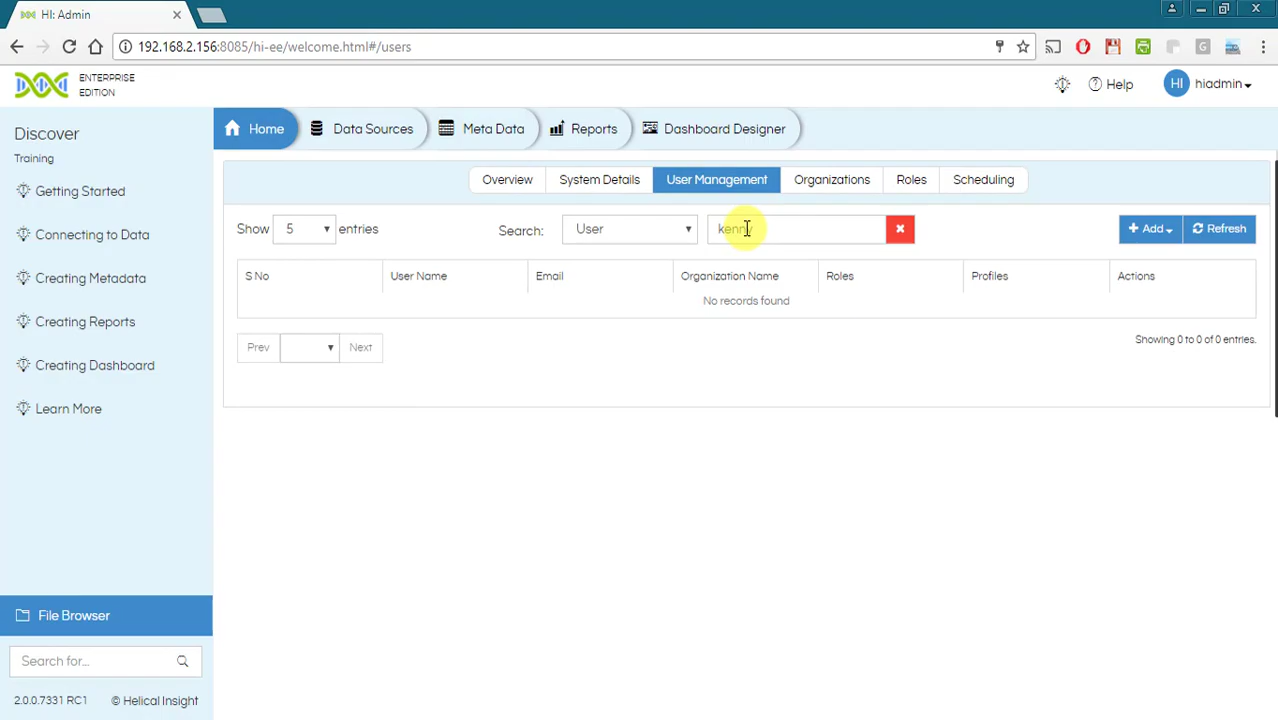 HI: Admin
192.168.2.156:8085/hi-ee/welcome.html#/users
ENTERPRISE
EDITION
Help
HI
hiadmin
Discover
Training
Getting Started
Connecting to Data
Creating Metadata
Creating Reports
Creating Dashboard
Learn More
File Browser
Search for...
2.0.0.7331 RC1 © Helical Insight
Home
Data Sources
Meta Data
Reports
Dashboard Designer
Overview
System Details
User Management
Organizations
Roles
Scheduling
Show 5 entries
Search: User kenny
Add
Refresh
S No User Name Email Organization Name Roles Profiles Actions
No records found
Prev Next
Showing 0 to 0 of 0 entries.